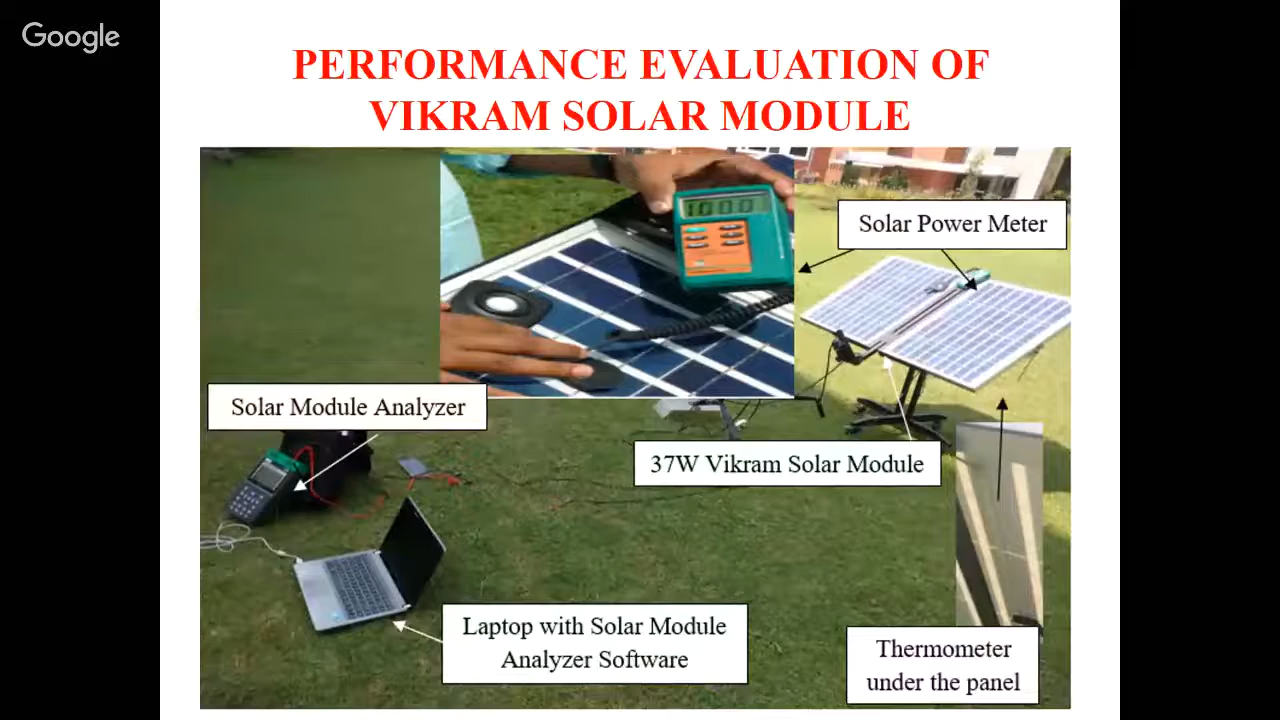 Google
PERFORMANCE EVALUATION OF
VIKRAM SOLAR MODULE
1000
Solar Power Meter
Solar Module Analyzer
37W Vikram Solar Module
Laptop with Solar Module
Analyzer Software
Thermometer
under the panel